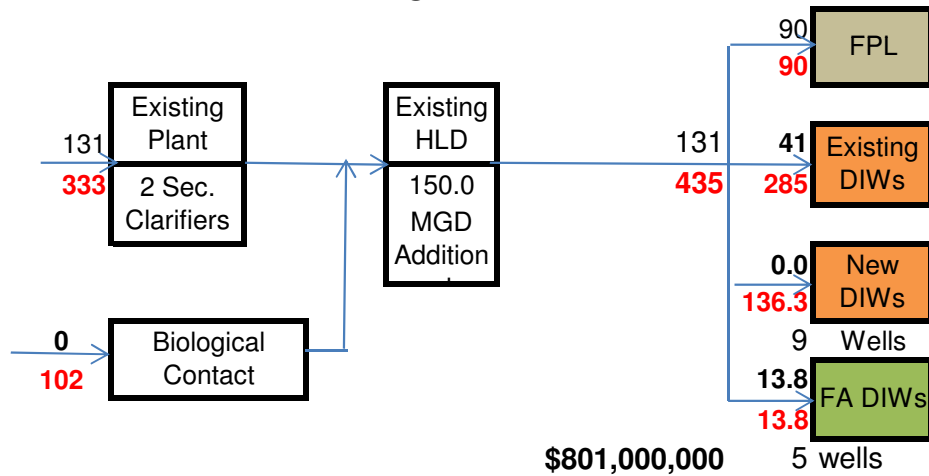 90
90
FPL
131
333
Existing
Plant
2 Sec.
Clarifiers
Existing
HLD
150.0
MGD
Addition
131
435
41
285
Existing
DIWs
0.0
136.3
New
DIWs
9 Wells
0
102
Biological
Contact
13.8
13.8
FA DIWs
$801,000,000
5 wells